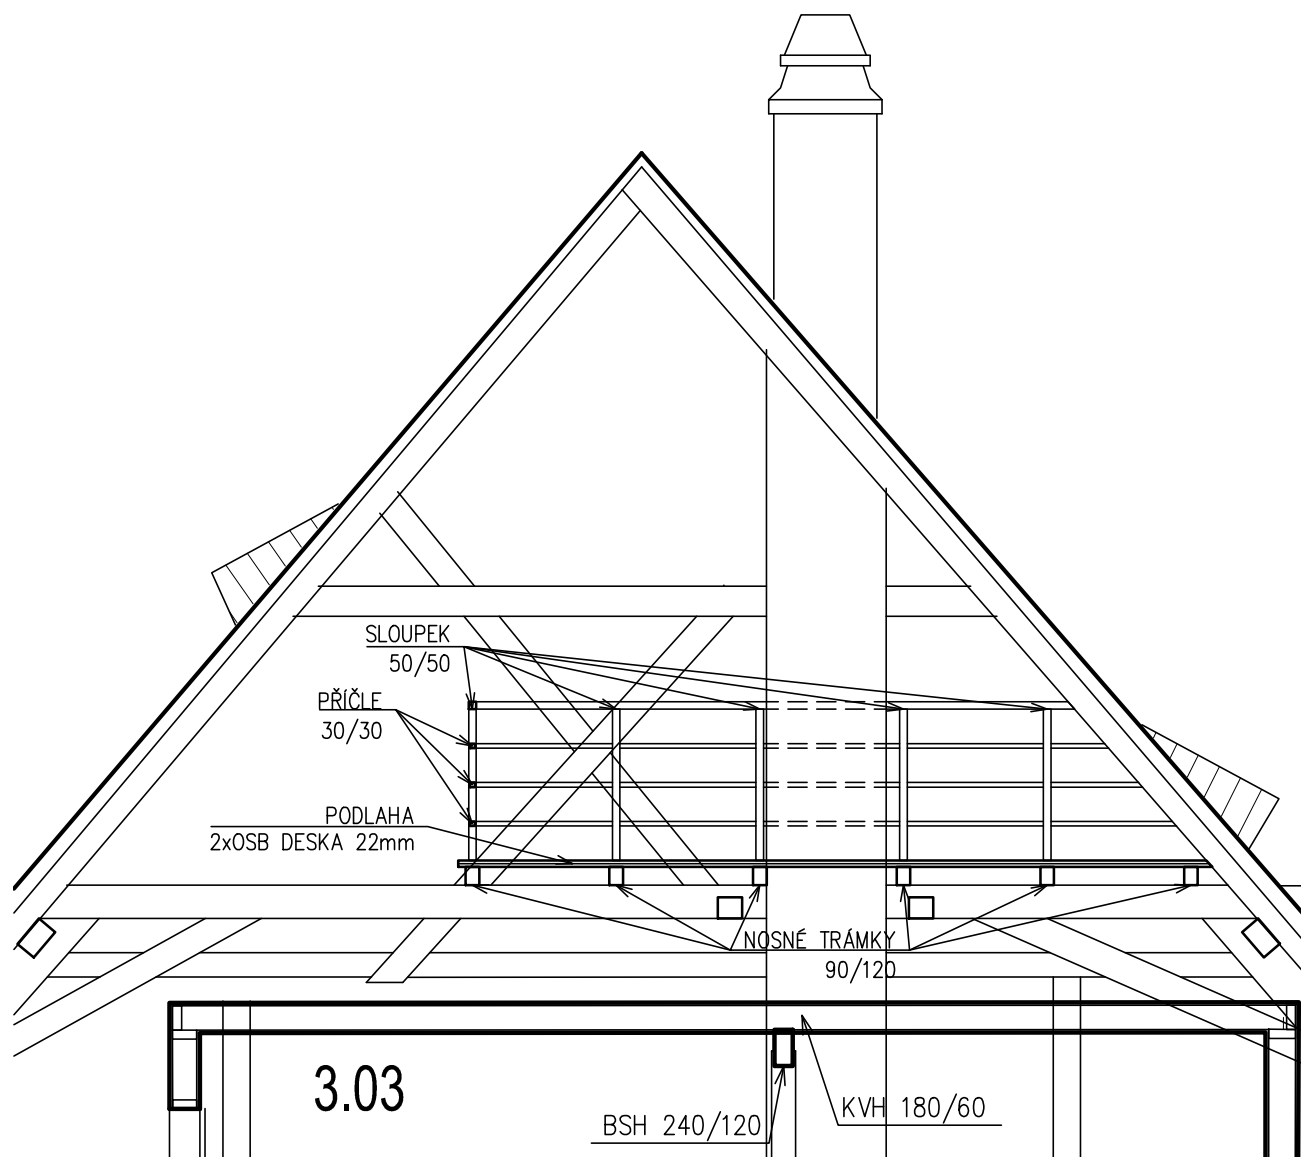 SLOUPEK
50/50
PŘÍČLE
30/30
PODLAHA
2xOSB DESKA 22mm
NOSNÉ TRÁMKY
90/120
3.03
BSH 240/120
KVH 180/60